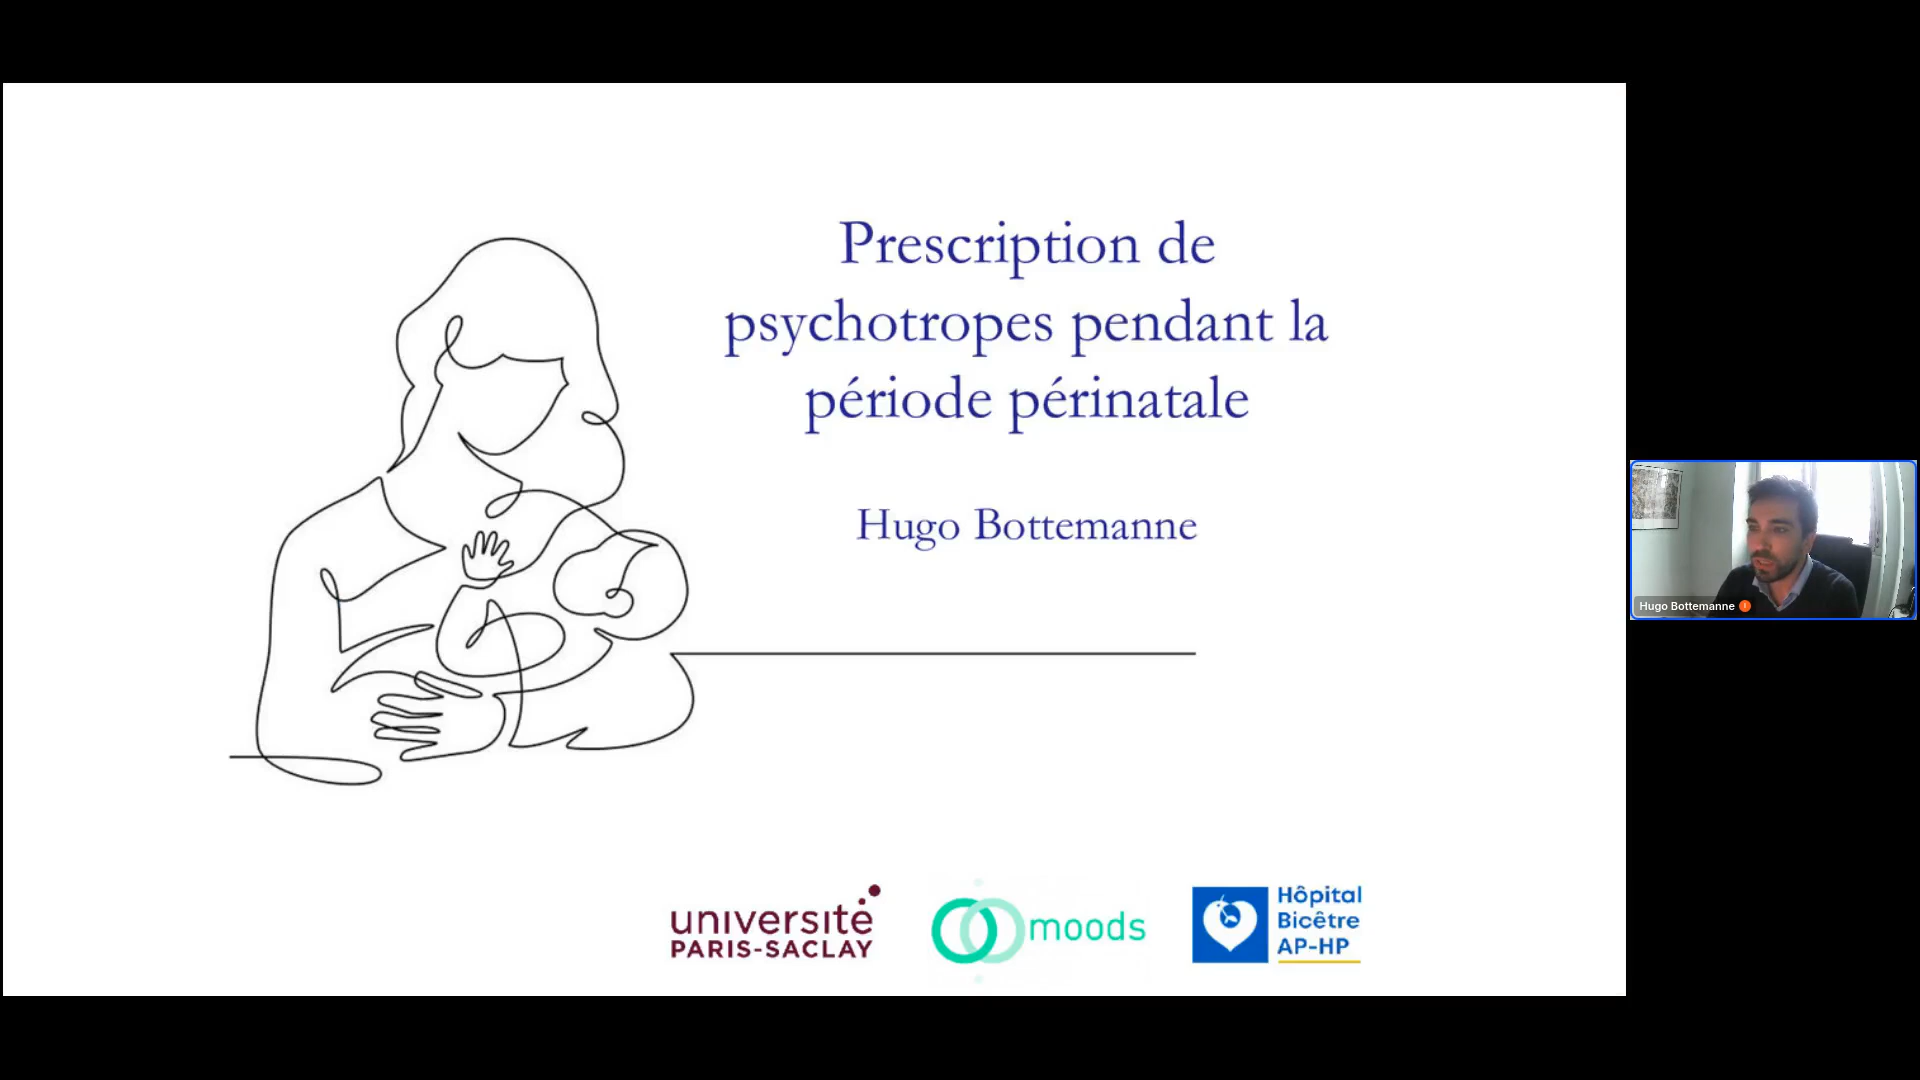 Prescription de
psychotropes pendant la
période périnatale
Hugo Bottemanne
université
PARIS-SACLAY
moods
Hôpital
Bicêtre
AP-HP
Hugo Bottemanne